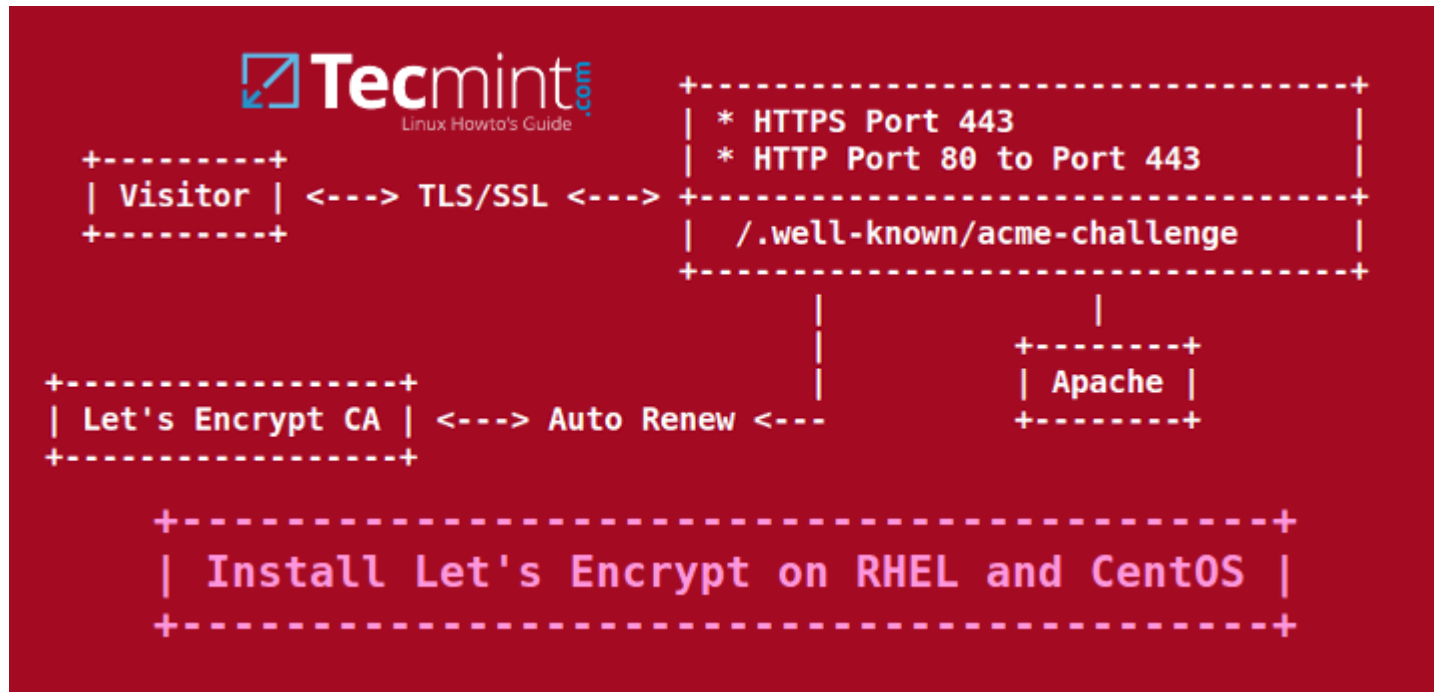 Tecmint.com
Linux Howto's Guide
+-----------------------------------+
| * HTTPS Port 443 |
| * HTTP Port 80 to Port 443 |
+---------+
| Visitor | <---> TLS/SSL <---> +-----------------------------------+
+---------+
| /.well-known/acme-challenge |
+-----------------------------------+
| |
| +--------+
+------------------+ | | Apache |
| Let's Encrypt CA | <---> Auto Renew <--- +--------+
+------------------+
+------------------------------------------+
| Install Let's Encrypt on RHEL and CentOS |
+------------------------------------------+